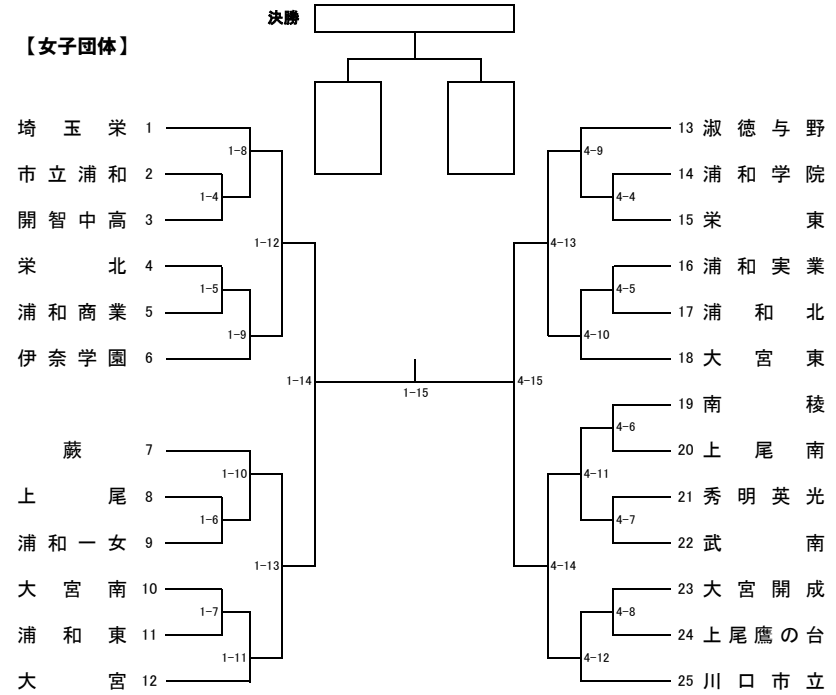 決勝
【女子団体】
埼玉栄 1
市立浦和 2
開智中高 3
栄北 4
浦和商業 5
伊奈学園 6
蕨 7
上尾 8
浦和一女 9
大宮南 10
浦和東 11
大宮 12
1-8
1-4
1-12
1-5
1-9
1-14
1-10
1-6
1-13
1-7
1-11
1-15
4-9
4-4
4-13
4-5
4-10
4-15
4-6
4-11
4-7
4-14
4-8
4-12
13 淑徳与野
14 浦和学院
15 栄東
16 浦和実業
17 浦和北
18 大宮東
19 南稜
20 上尾南
21 秀明英光
22 武南
23 大宮開成
24 上尾鷹の台
25 川口市立